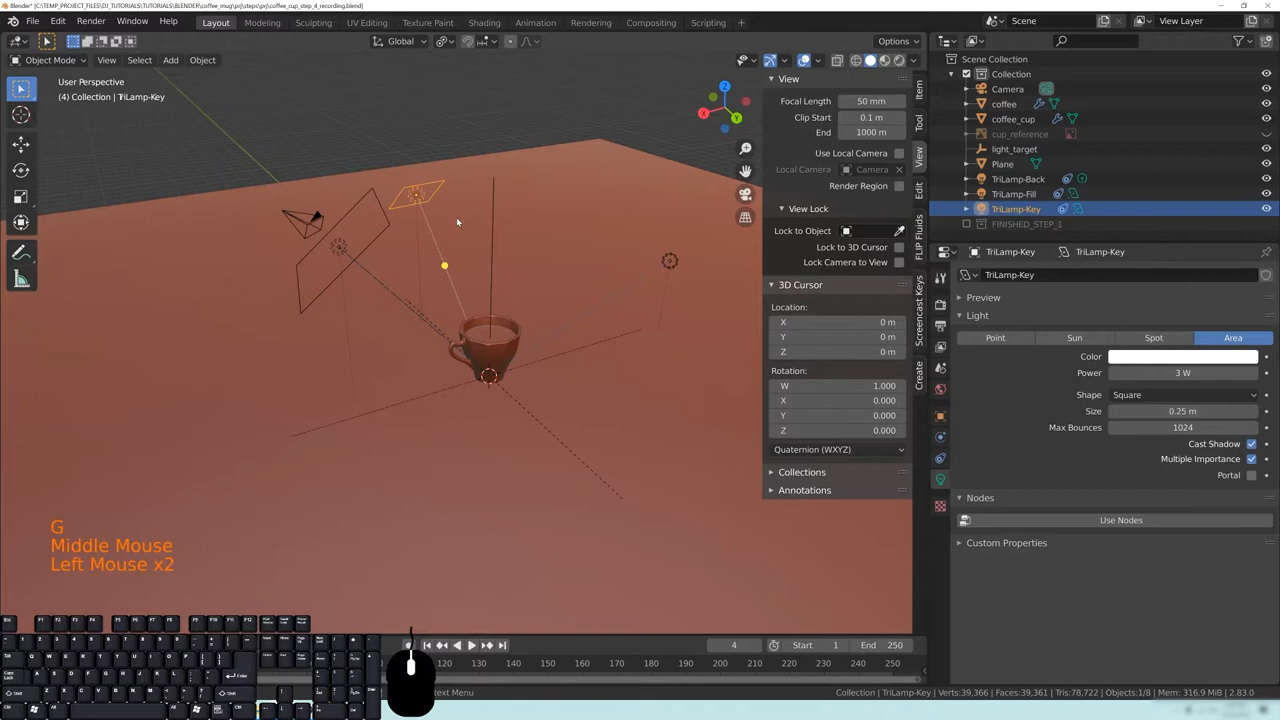 Blender* [C:\TEMP_PROJECT_FILES\DJ_TUTORIALS\BLENDER\coffee_mug\prj\steps\prj\coffee_cup_step_4_recording.blend]
File Edit Render Window Help
Layout Modeling Sculpting UV Editing Texture Paint Shading Animation Rendering Compositing Scripting +
Scene
View Layer
Global
Options
Object Mode View Select Add Object
User Perspective
(4) Collection | TriLamp-Key
X
Y
Z
View
Focal Length 50 mm
Clip Start 0.1 m
End 1000 m
Use Local Camera
Local Camera Camera
Render Region
View Lock
Lock to Object
Lock to 3D Cursor
Lock Camera to View
3D Cursor
Location:
X 0 m
Y 0 m
Z 0 m
Rotation:
W 1.000
X 0.000
Y 0.000
Z 0.000
Quaternion (WXYZ)
Collections
Annotations
Item
Tool
View
Edit
FLIP Fluids
Screencast Keys
Create
Scene Collection
Collection
Camera
coffee
coffee_cup
cup_reference
light_target
Plane
TriLamp-Back
TriLamp-Fill
TriLamp-Key
FINISHED_STEP_1
TriLamp-Key TriLamp-Key
TriLamp-Key
Preview
Light
Point Sun Spot Area
Color
Power 3 W
Shape Square
Size 0.25 m
Max Bounces 1024
Cast Shadow
Multiple Importance
Portal
Nodes
Use Nodes
Custom Properties
G
Middle Mouse
Left Mouse x2
4 Start 1 End 250
120 130 140 150 160 170 180 190 200 210 220 230 240 250
text Menu
Collection | TriLamp-Key | Verts:39,366 | Faces:39,361 | Tris:78,722 | Objects:1/8 | Mem: 316.9 MiB | 2.83.0